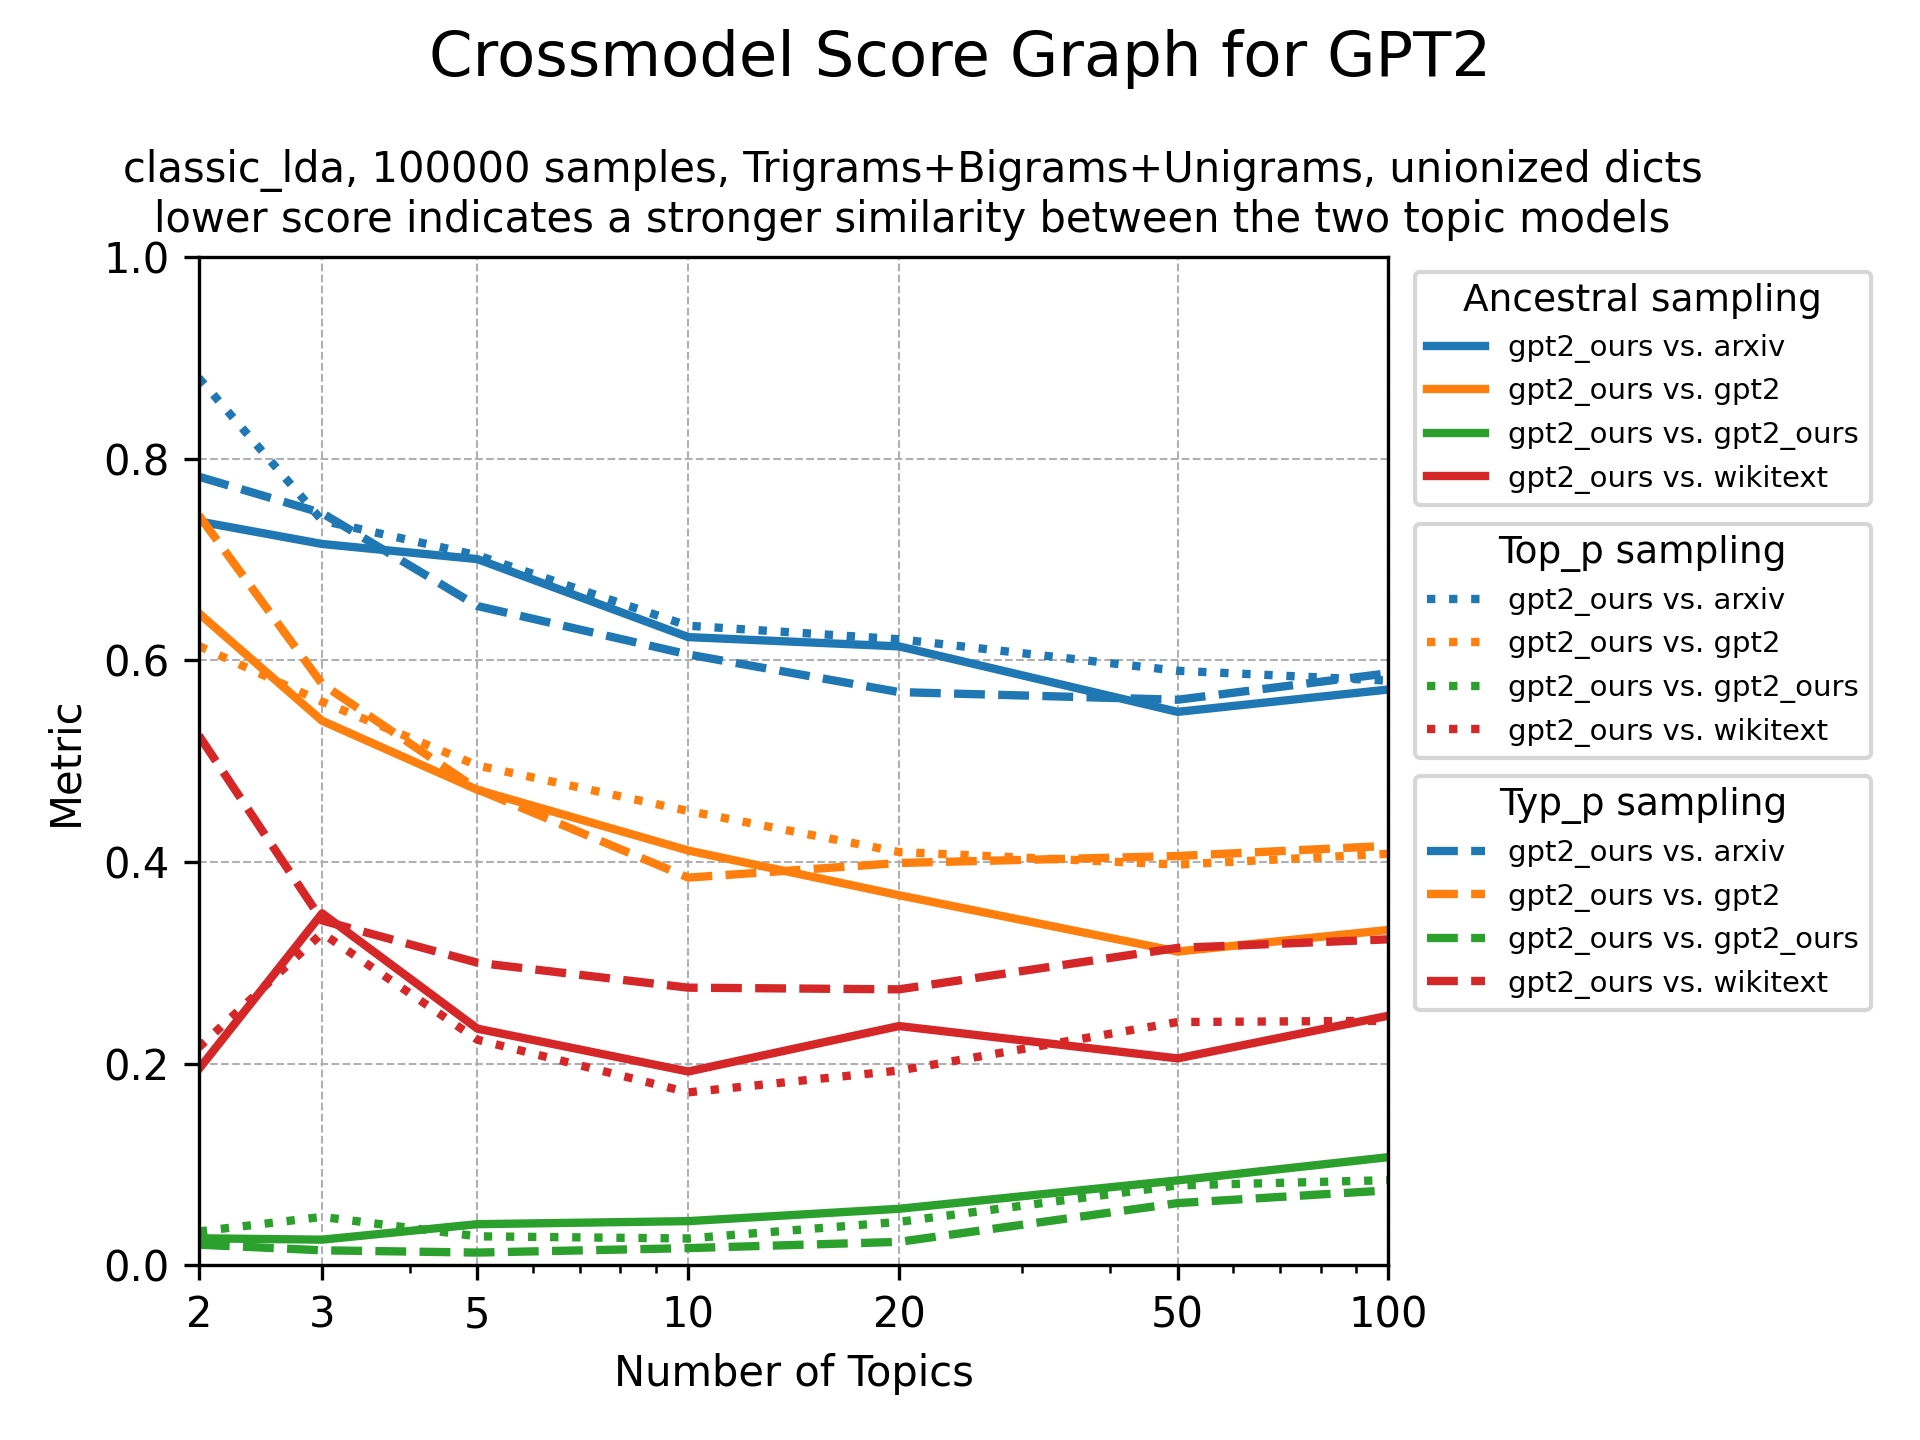 Crossmodel Score Graph for GPT2
classic_lda, 100000 samples, Trigrams+Bigrams+Unigrams, unionized dicts
lower score indicates a stronger similarity between the two topic models
1.0
0.8
0.6
0.4
0.2
0.0
Metric
2 3 5 10 20 50 100
Number of Topics
Ancestral sampling
gpt2_ours vs. arxiv
gpt2_ours vs. gpt2
gpt2_ours vs. gpt2_ours
gpt2_ours vs. wikitext
Top_p sampling
gpt2_ours vs. arxiv
gpt2_ours vs. gpt2
gpt2_ours vs. gpt2_ours
gpt2_ours vs. wikitext
Typ_p sampling
gpt2_ours vs. arxiv
gpt2_ours vs. gpt2
gpt2_ours vs. gpt2_ours
gpt2_ours vs. wikitext